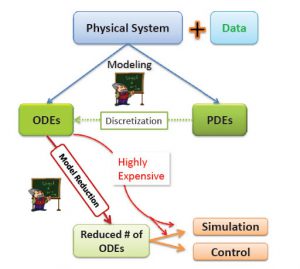 Physical System + Data
Modeling
ODEs
Discretization
PDEs
Model Reduction
Highly
Expensive
Reduced # of
ODEs
Simulation
Control